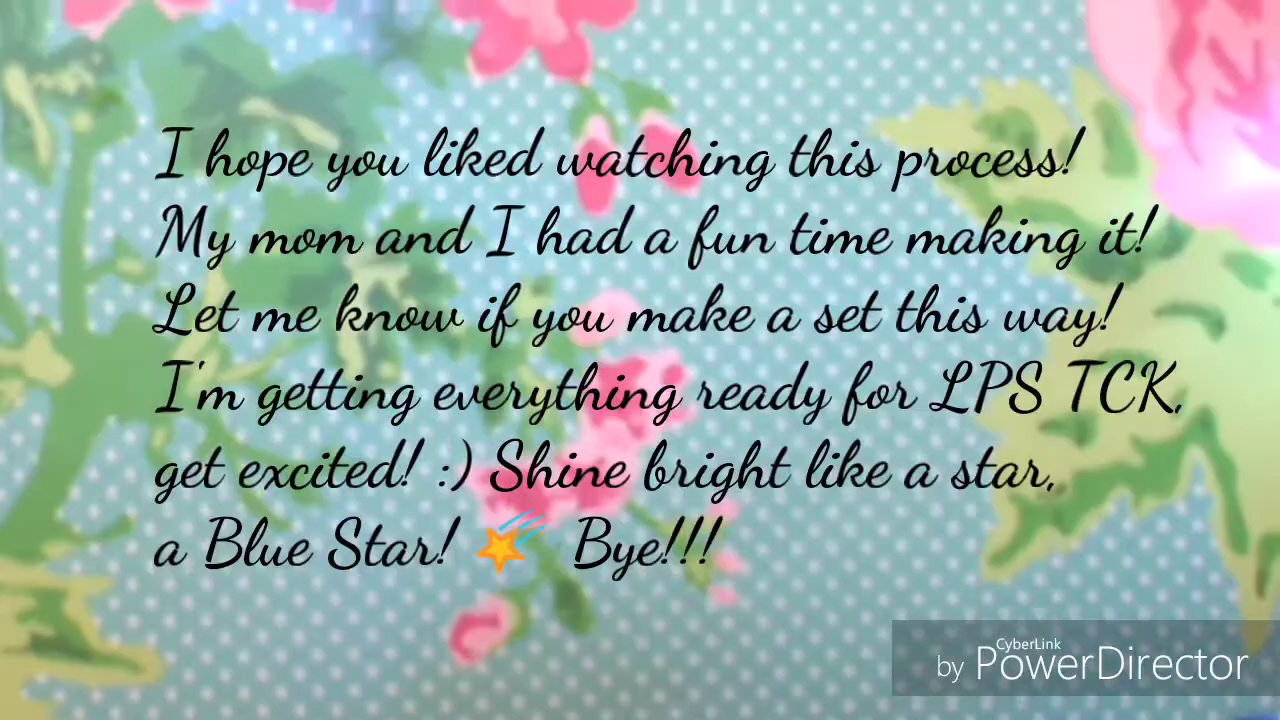 I hope you liked watching this process!
My mom and I had a fun time making it!
Let me know if you make a set this way!
I'm getting everything ready for LPS TCK,
get excited! :) Shine bright like a star,
a Blue Star! 🌠 Bye!!!
CyberLink
by PowerDirector